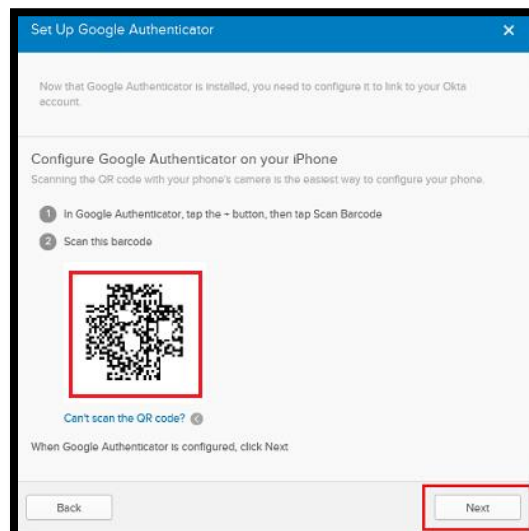 Set Up Google Authenticator
Now that Google Authenticator is installed, you need to configure it to link to your Okta
account.
Configure Google Authenticator on your iPhone
Scanning the QR code with your phone's camera is the easiest way to configure your phone.
1 In Google Authenticator, tap the + button, then tap Scan Barcode
2 Scan this barcode
Can't scan the QR code?
When Google Authenticator is configured, click Next
Back
Next